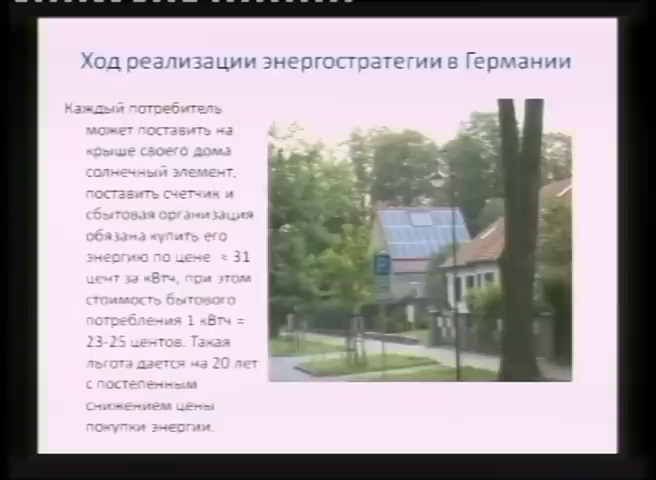 Ход реализации энергостратегии в Германии
Каждый потребитель
может поставить на
крыше своего дома
солнечный элемент,
поставить счетчик и
сбытовая организация
обязана купить его
энергию по цене ≈ 31
цент за кВтч, при этом
стоимость бытового
потребления 1 кВтч =
23-25 центов. Такая
льгота дается на 20 лет
с постепенным
снижением цены
покупки энергии.
P